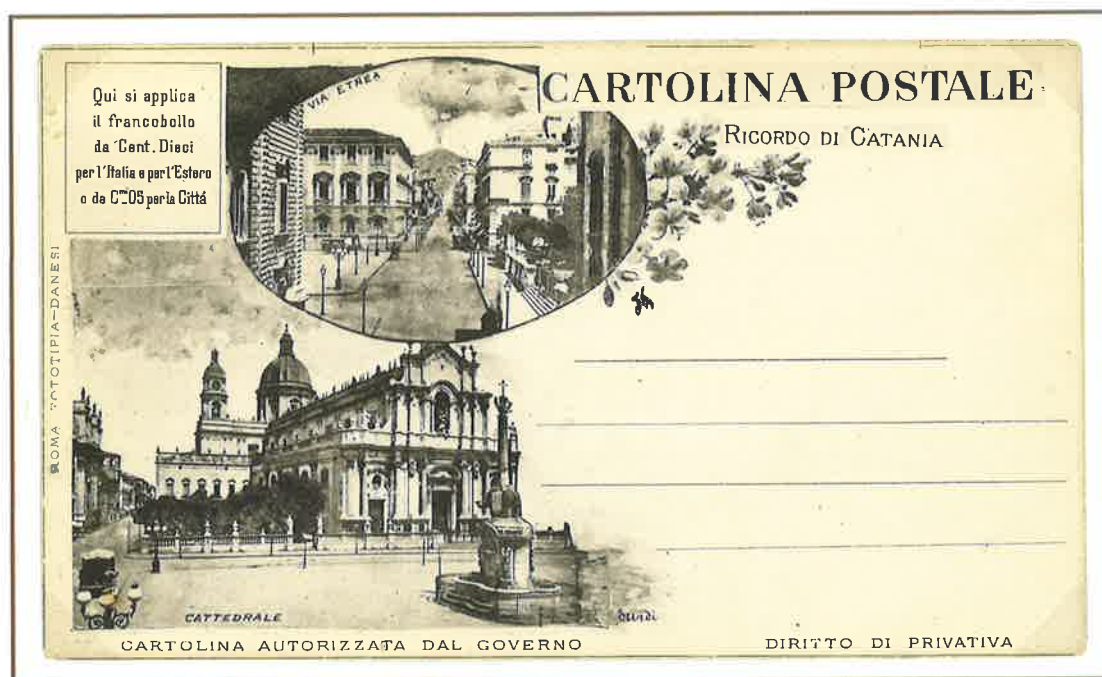 Qui si applica
il francobollo
da Cent. Dieci
per l'Italia e per l'Estero
o da C.mi 05 per la Cittá
VIA ETNEA
CARTOLINA POSTALE
RICORDO DI CATANIA
ROMA FOTOTIPIA-DANESI
CATTEDRALE
CARTOLINA AUTORIZZATA DAL GOVERNO
DIRITTO DI PRIVATIVA